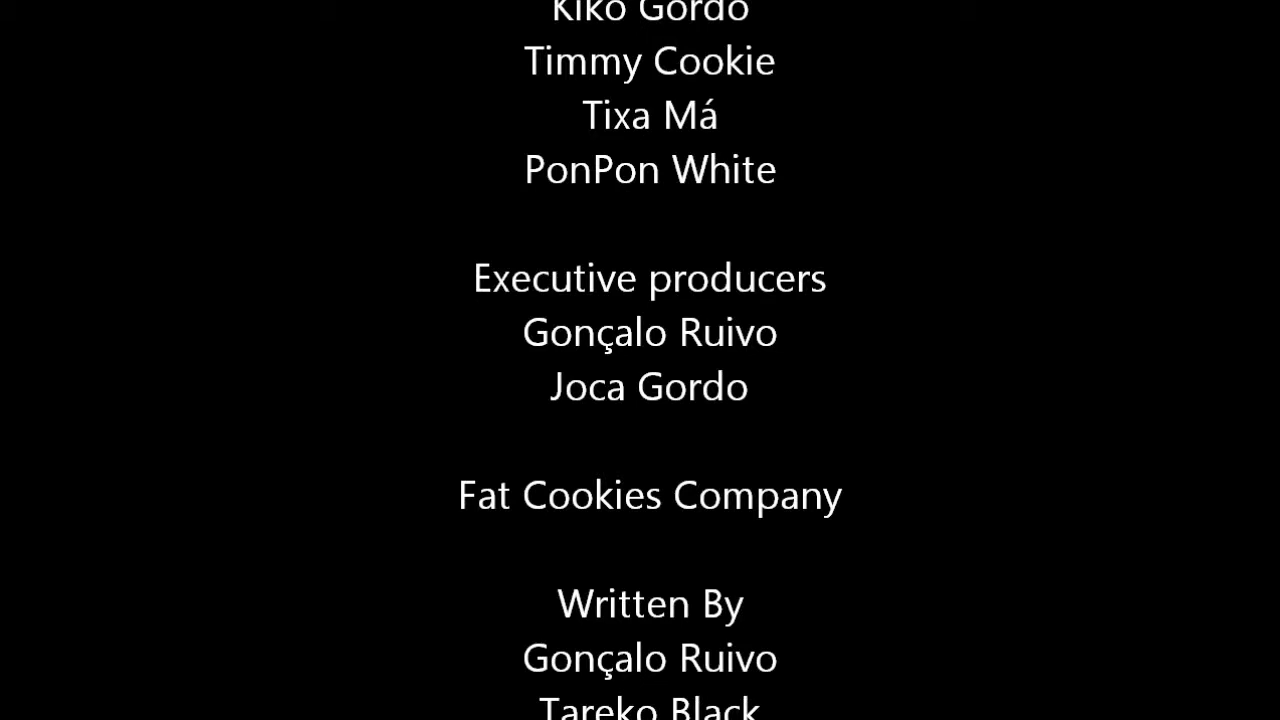 Kiko Gordo
Timmy Cookie
Tixa Má
PonPon White
Executive producers
Gonçalo Ruivo
Joca Gordo
Fat Cookies Company
Written By
Gonçalo Ruivo
Tareko Black